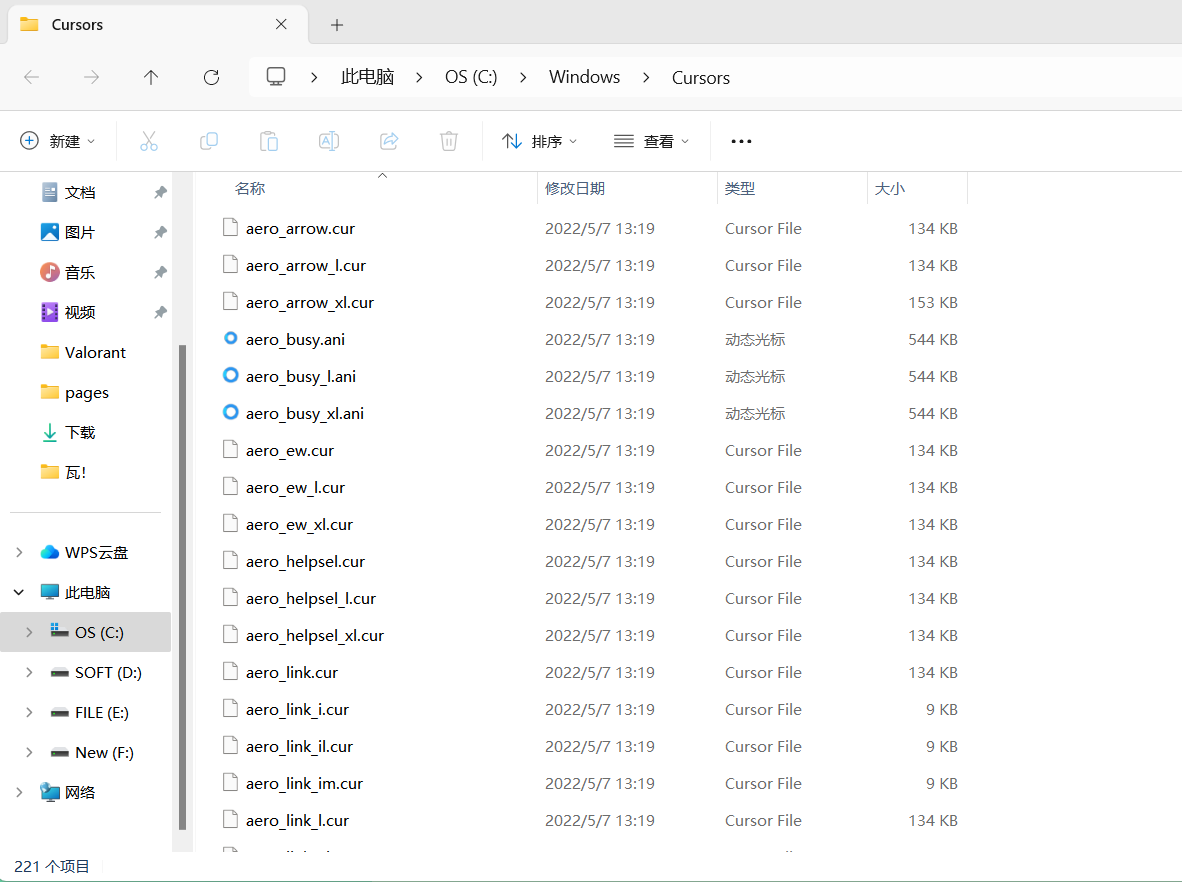 Cursors
此电脑 OS (C:) Windows Cursors
新建 排序 查看
文档
图片
音乐
视频
Valorant
pages
下载
瓦!
WPS云盘
此电脑
OS (C:)
SOFT (D:)
FILE (E:)
New (F:)
网络
名称 修改日期 类型 大小
aero_arrow.cur 2022/5/7 13:19 Cursor File 134 KB
aero_arrow_l.cur 2022/5/7 13:19 Cursor File 134 KB
aero_arrow_xl.cur 2022/5/7 13:19 Cursor File 153 KB
aero_busy.ani 2022/5/7 13:19 动态光标 544 KB
aero_busy_l.ani 2022/5/7 13:19 动态光标 544 KB
aero_busy_xl.ani 2022/5/7 13:19 动态光标 544 KB
aero_ew.cur 2022/5/7 13:19 Cursor File 134 KB
aero_ew_l.cur 2022/5/7 13:19 Cursor File 134 KB
aero_ew_xl.cur 2022/5/7 13:19 Cursor File 134 KB
aero_helpsel.cur 2022/5/7 13:19 Cursor File 134 KB
aero_helpsel_l.cur 2022/5/7 13:19 Cursor File 134 KB
aero_helpsel_xl.cur 2022/5/7 13:19 Cursor File 134 KB
aero_link.cur 2022/5/7 13:19 Cursor File 134 KB
aero_link_i.cur 2022/5/7 13:19 Cursor File 9 KB
aero_link_il.cur 2022/5/7 13:19 Cursor File 9 KB
aero_link_im.cur 2022/5/7 13:19 Cursor File 9 KB
aero_link_l.cur 2022/5/7 13:19 Cursor File 134 KB
221 个项目